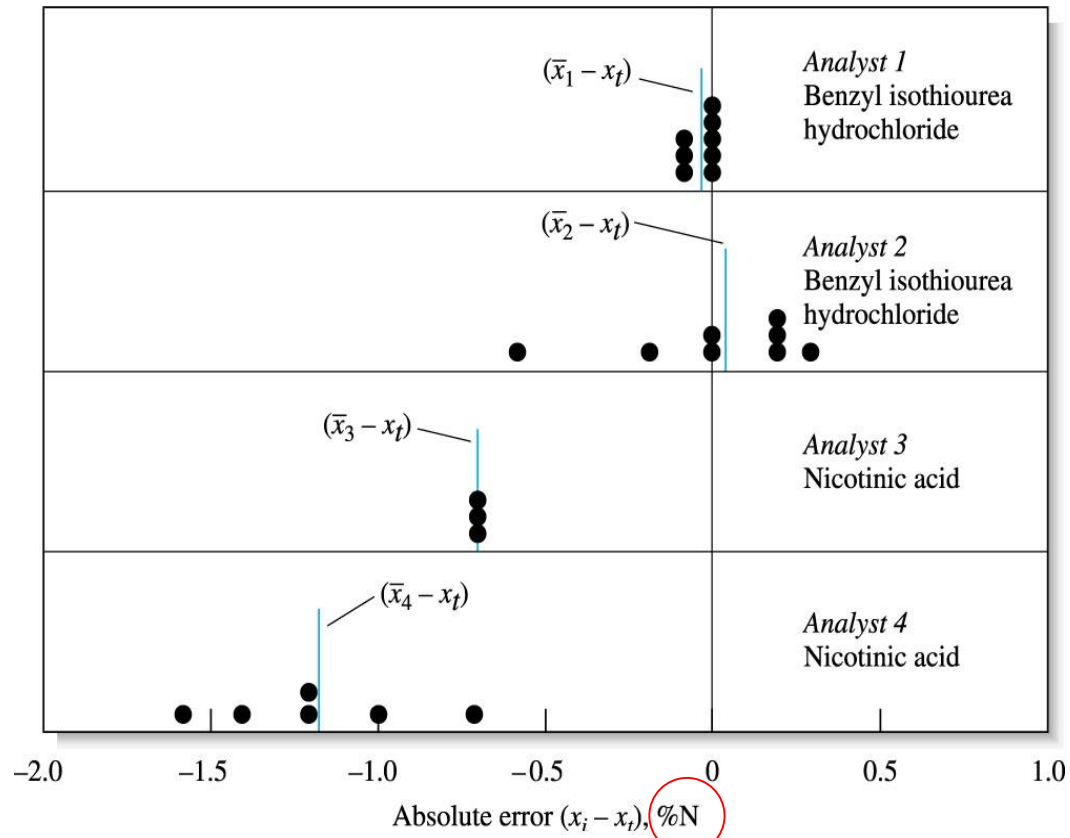 (x̄₁ – xₜ)
Analyst 1
Benzyl isothiourea
hydrochloride
(x̄₂ – xₜ)
Analyst 2
Benzyl isothiourea
hydrochloride
(x̄₃ – xₜ)
Analyst 3
Nicotinic acid
(x̄₄ – xₜ)
Analyst 4
Nicotinic acid
–2.0 –1.5 –1.0 –0.5 0 0.5 1.0
Absolute error (xᵢ – xₜ), %N